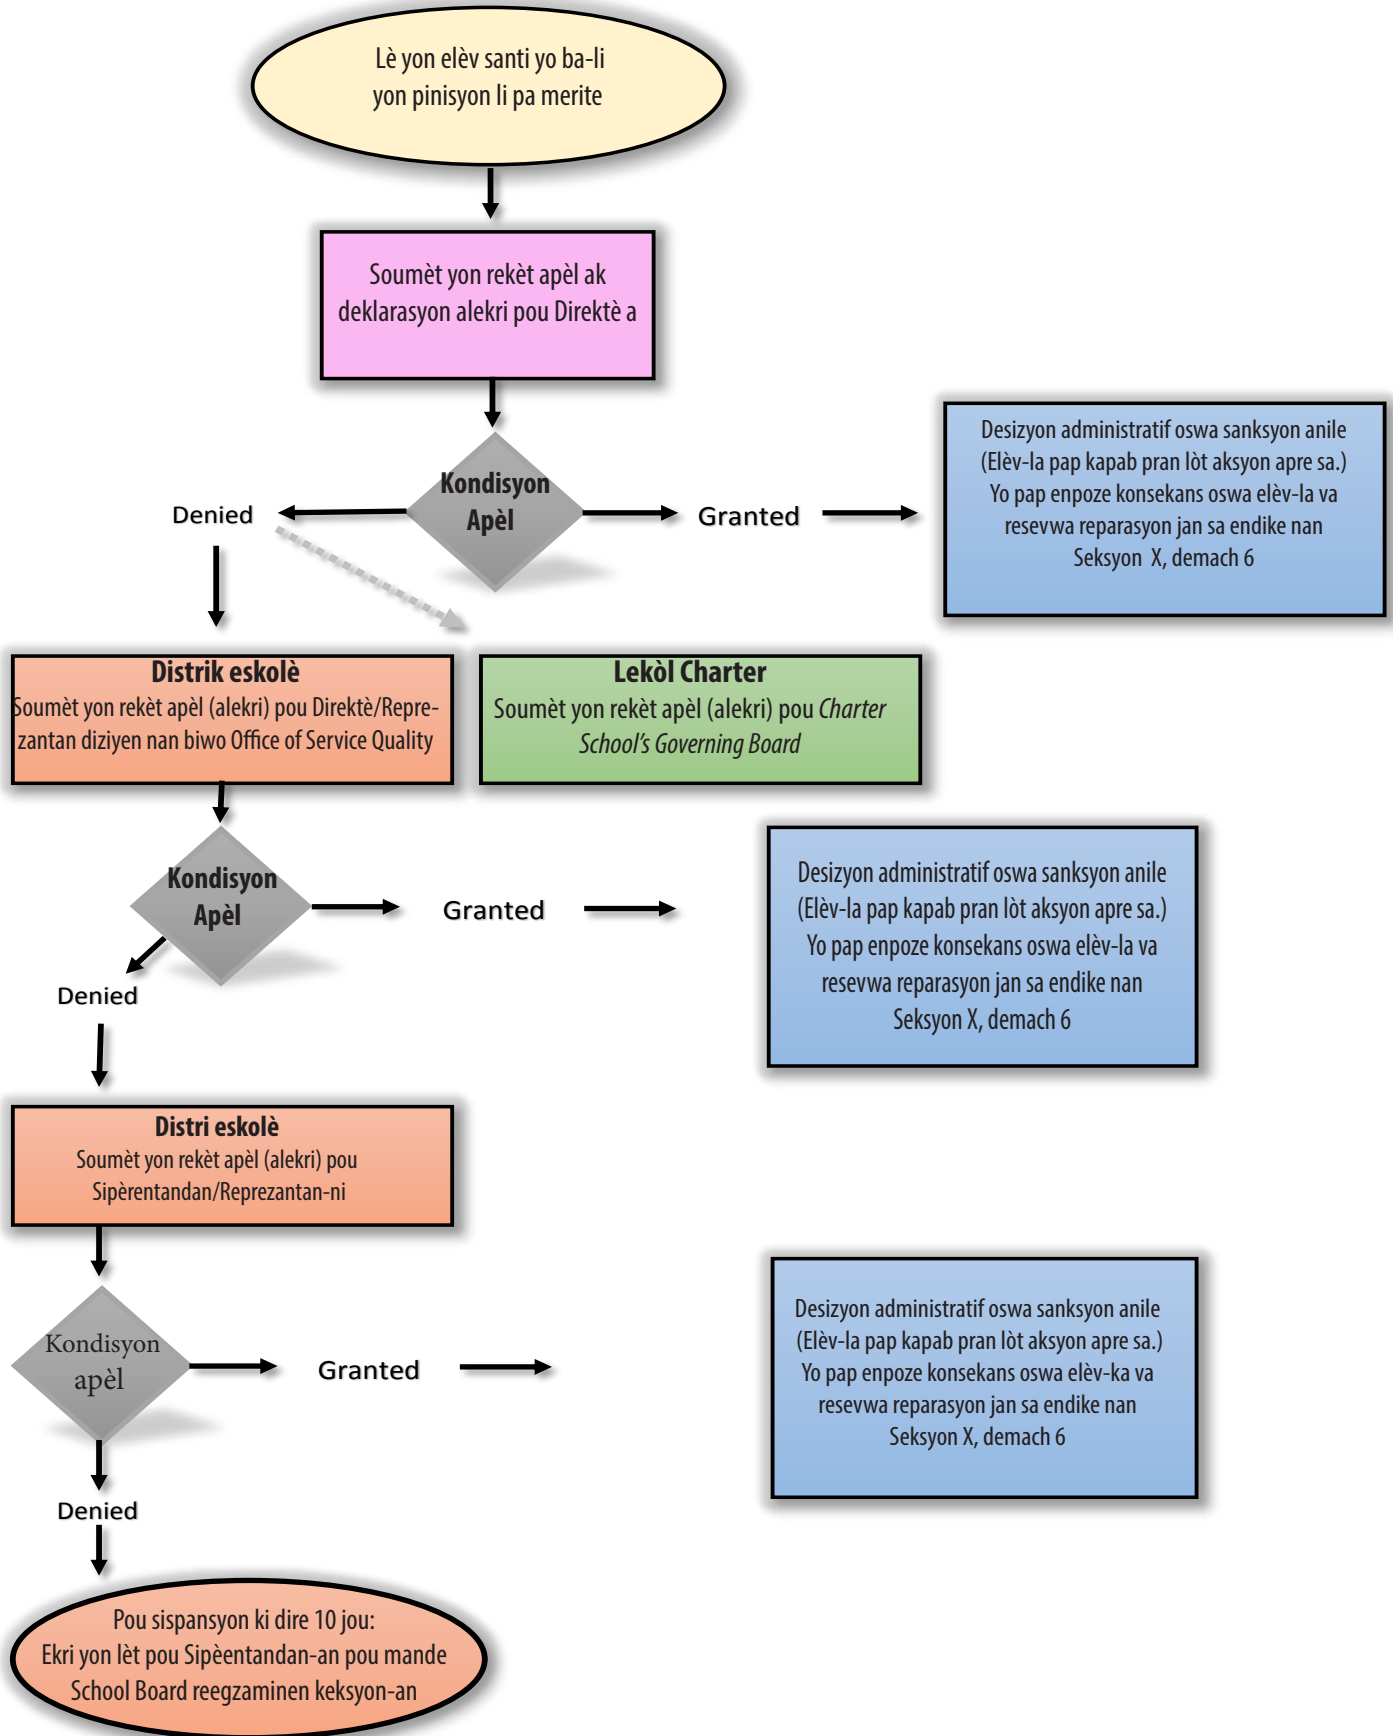 Lè yon elèv santi yo ba-li
yon pinisyon li pa merite
Soumèt yon rekèt apèl ak
deklarasyon alekri pou Direktè a
Kondisyon
Apèl
Denied
Granted
Desizyon administratif oswa sanksyon anile
(Elèv-la pap kapab pran lòt aksyon apre sa.)
Yo pap enpoze konsekans oswa elèv-la va
resevwa reparasyon jan sa endike nan
Seksyon X, demach 6
Distrik eskolè
Soumèt yon rekèt apèl (alekri) pou Direktè/Repre-
zantan diziyen nan biwo Office of Service Quality
Lekòl Charter
Soumèt yon rekèt apèl (alekri) pou Charter
School’s Governing Board
Kondisyon
Apèl
Granted
Denied
Desizyon administratif oswa sanksyon anile
(Elèv-la pap kapab pran lòt aksyon apre sa.)
Yo pap enpoze konsekans oswa elèv-la va
resevwa reparasyon jan sa endike nan
Seksyon X, demach 6
Distri eskolè
Soumèt yon rekèt apèl (alekri) pou
Sipèrentandan/Reprezantan-ni
Kondisyon
apèl
Granted
Denied
Desizyon administratif oswa sanksyon anile
(Elèv-la pap kapab pran lòt aksyon apre sa.)
Yo pap enpoze konsekans oswa elèv-ka va
resevwa reparasyon jan sa endike nan
Seksyon X, demach 6
Pou sispansyon ki dire 10 jou:
Ekri yon lèt pou Sipèentandan-an pou mande
School Board reegzaminen keksyon-an